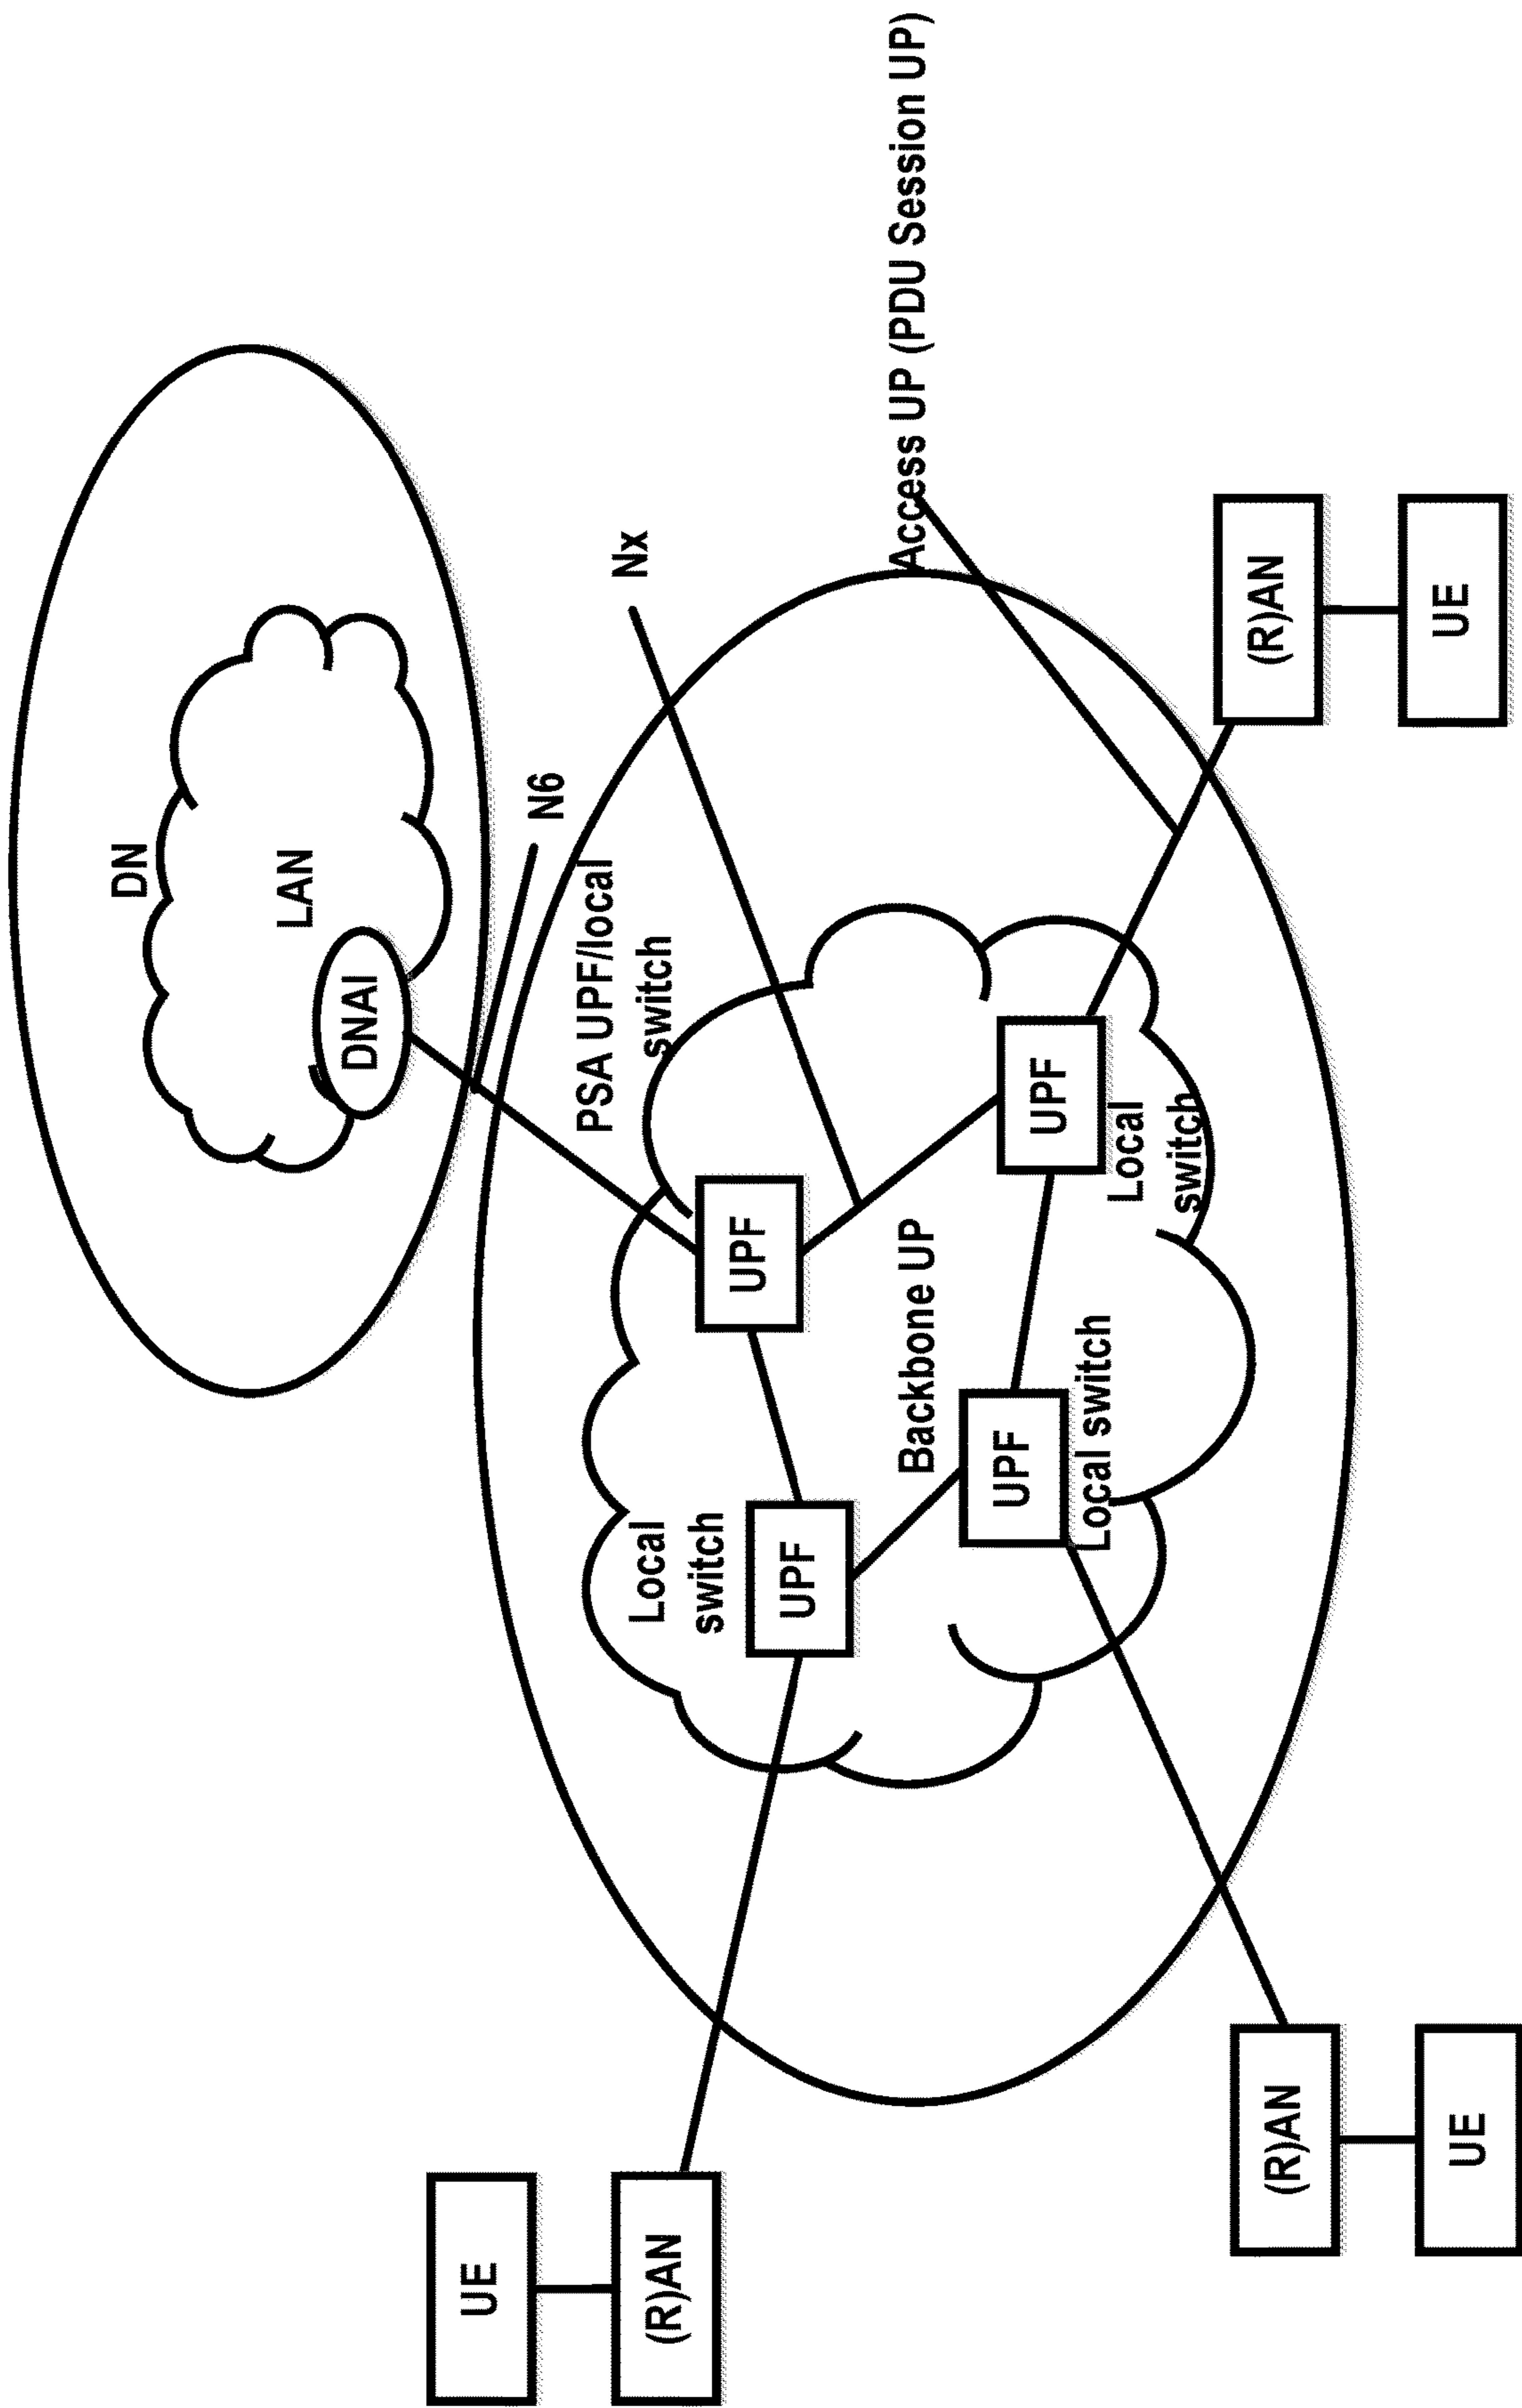 DN
LAN
DNAI
UE
N6
PSA UPF/local
switch
Nx
(R)AN
Local
switch
UPF
UPF
Backbone UP
Access UP (PDU Session UP)
UPF
Local switch
UPF
Local
switch
(R)AN
UE
(R)AN
UE